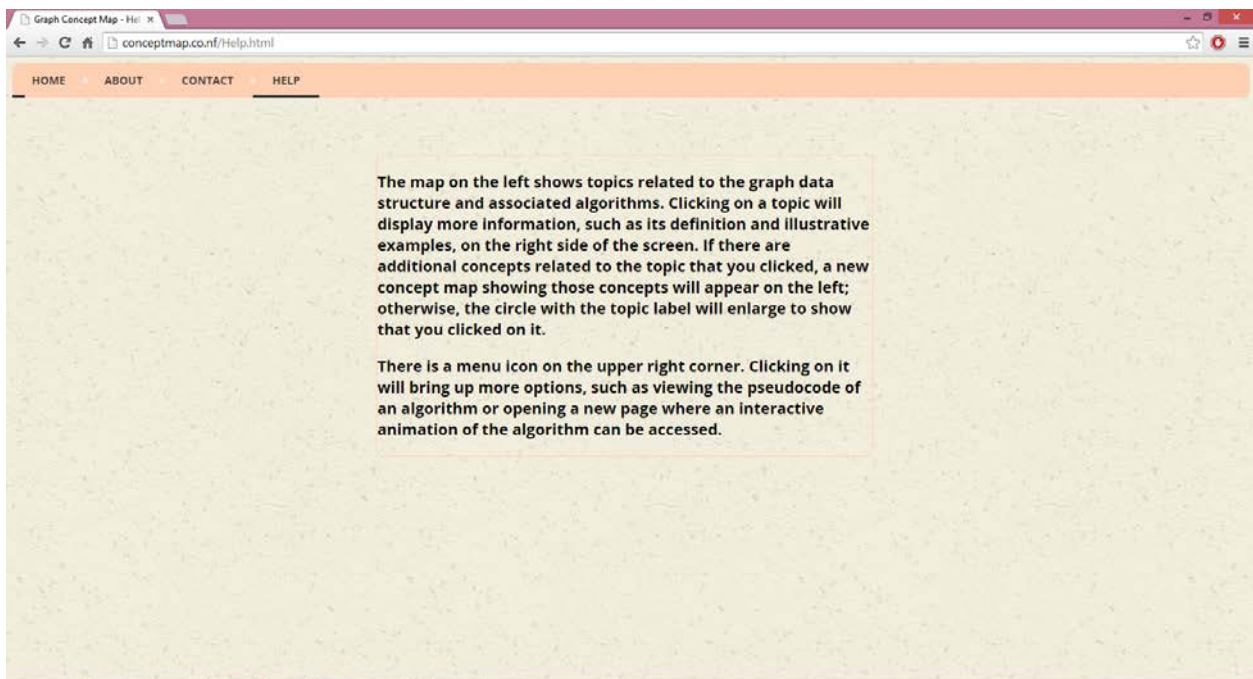 Graph Concept Map - Hel
conceptmap.co.nf/Help.html
HOME ABOUT CONTACT HELP
The map on the left shows topics related to the graph data
structure and associated algorithms. Clicking on a topic will
display more information, such as its definition and illustrative
examples, on the right side of the screen. If there are
additional concepts related to the topic that you clicked, a new
concept map showing those concepts will appear on the left;
otherwise, the circle with the topic label will enlarge to show
that you clicked on it.
There is a menu icon on the upper right corner. Clicking on it
will bring up more options, such as viewing the pseudocode of
an algorithm or opening a new page where an interactive
animation of the algorithm can be accessed.